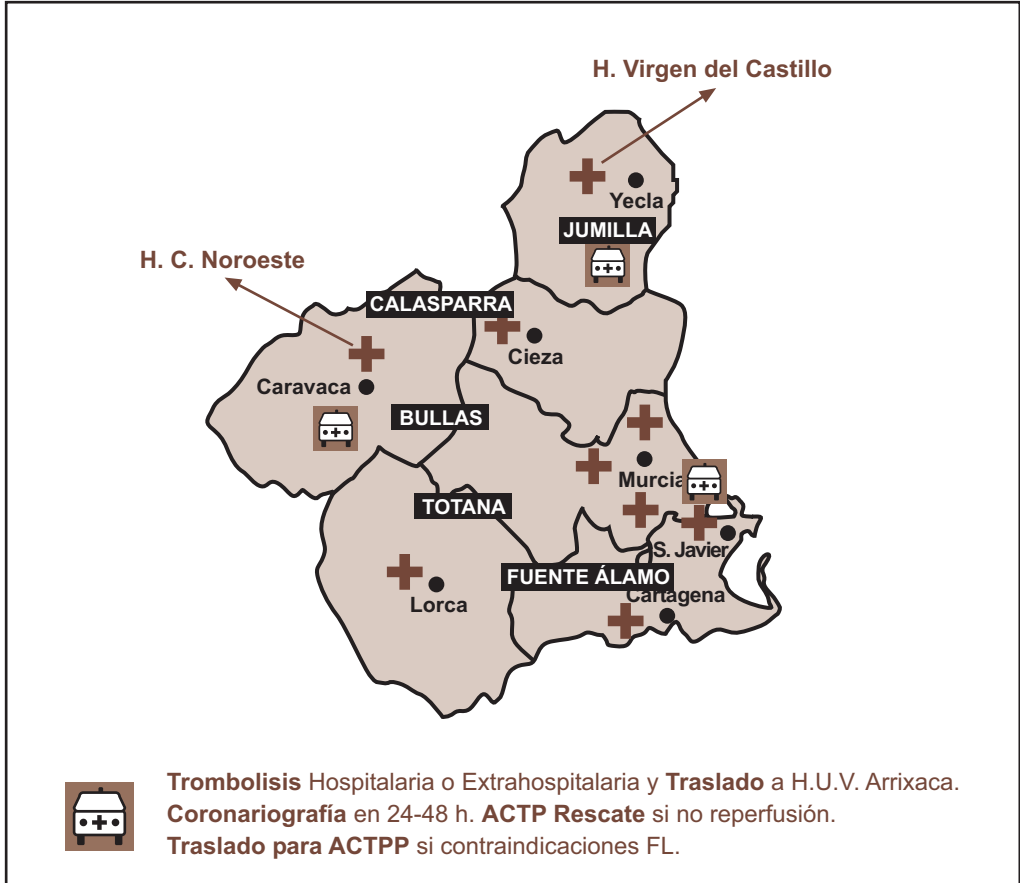 H. Virgen del Castillo
Yecla
JUMILLA
H. C. Noroeste
CALASPARRA
Cieza
Caravaca
BULLAS
Murcia
TOTANA
S. Javier
FUENTE ÁLAMO
Cartagena
Lorca
Trombolisis Hospitalaria o Extrahospitalaria y Traslado a H.U.V. Arrixaca.
Coronariografía en 24-48 h. ACTP Rescate si no reperfusión.
Traslado para ACTPP si contraindicaciones FL.